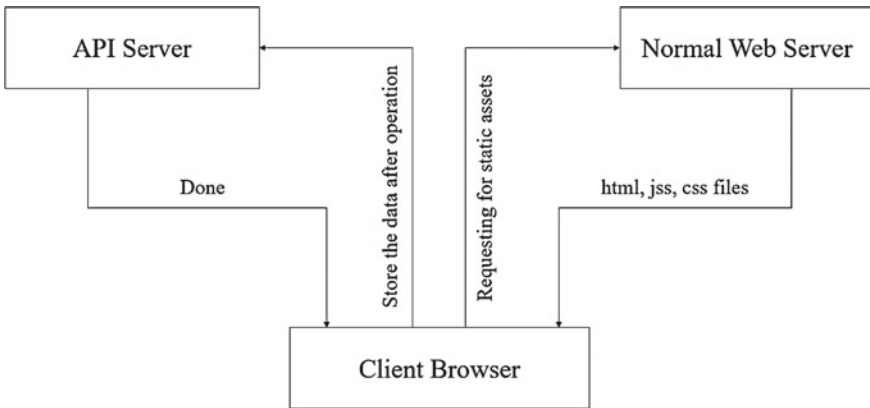 API Server
Normal Web Server
Done
Store the data after operation
Requesting for static assets
html, jss, css files
Client Browser